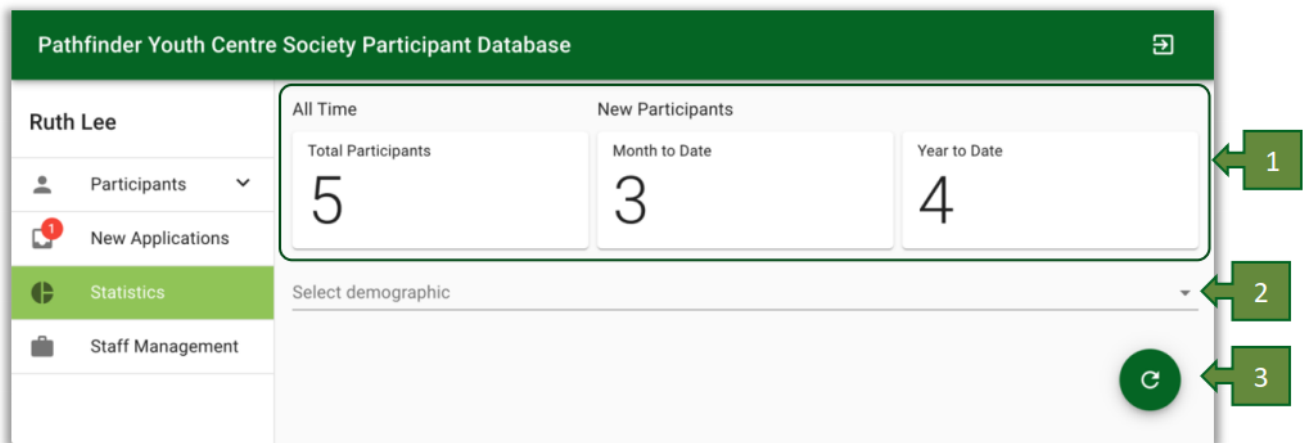 Pathfinder Youth Centre Society Participant Database
Ruth Lee
Participants
1
New Applications
Statistics
Staff Management
All Time
New Participants
Total Participants
5
Month to Date
3
Year to Date
4
Select demographic
1
2
3